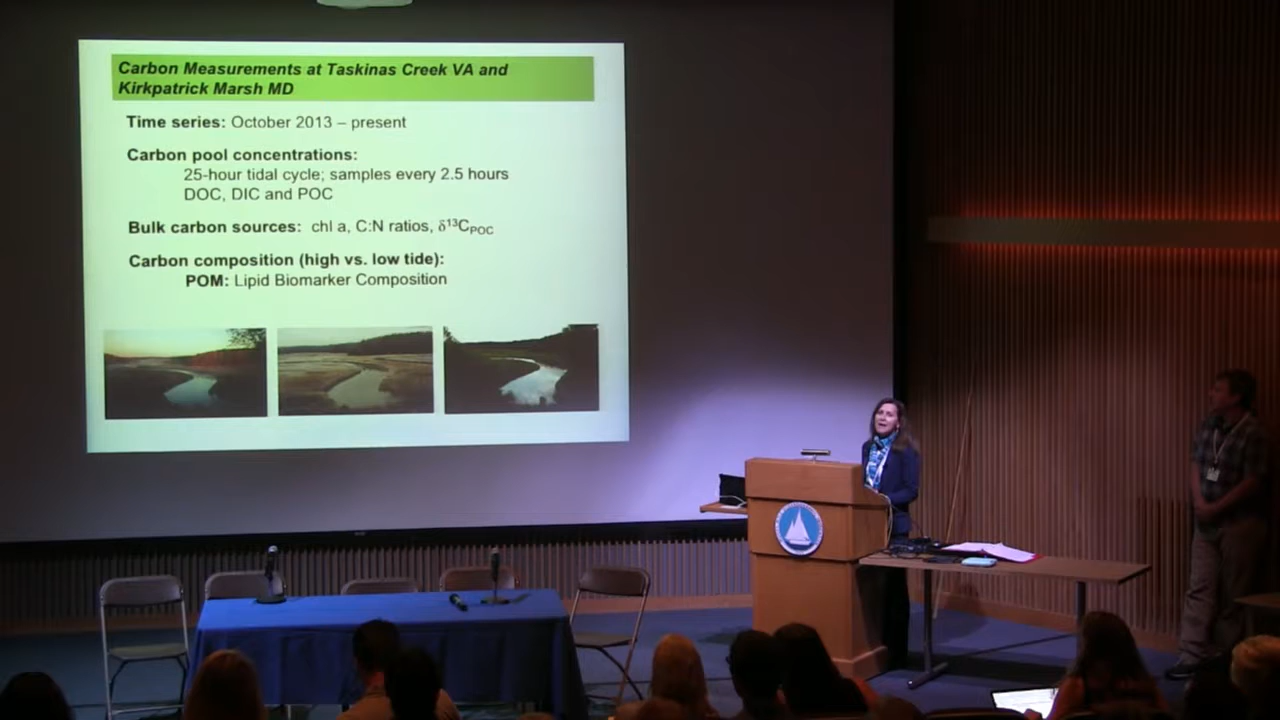 Carbon Measurements at Taskinas Creek VA and
Kirkpatrick Marsh MD
Time series: October 2013 – present
Carbon pool concentrations:
25-hour tidal cycle; samples every 2.5 hours
DOC, DIC and POC
Bulk carbon sources: chl a, C:N ratios, δ¹³C_POC
Carbon composition (high vs. low tide):
POM: Lipid Biomarker Composition